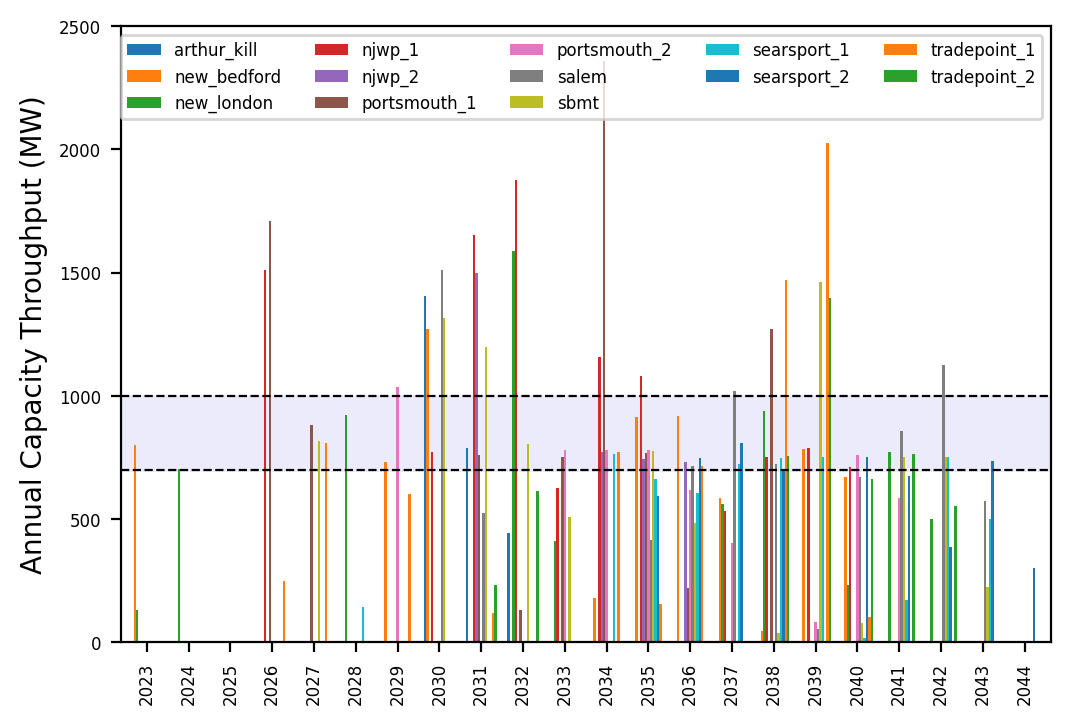 2500
2000
1500
1000
500
0
Annual Capacity Throughput (MW)
arthur_kill njwp_1 portsmouth_2 searsport_1 tradepoint_1
new_bedford njwp_2 salem searsport_2 tradepoint_2
new_london portsmouth_1 sbmt
2023 2024 2025 2026 2027 2028 2029 2030 2031 2032 2033 2034 2035 2036 2037 2038 2039 2040 2041 2042 2043 2044